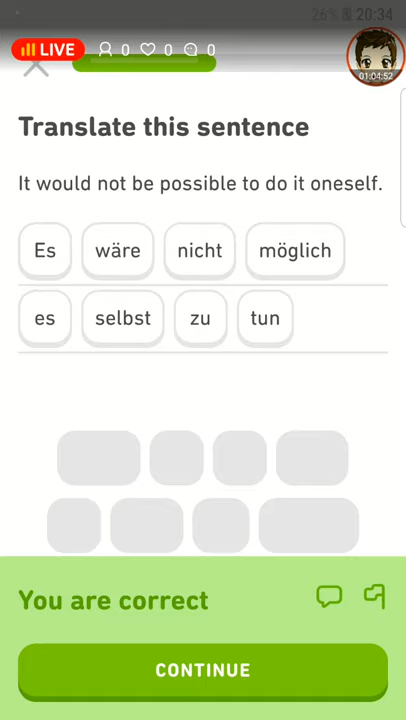 26% 20:34
LIVE 0 0 0
01:04:52
Translate this sentence
It would not be possible to do it oneself.
Es wäre nicht möglich
es selbst zu tun
You are correct
CONTINUE